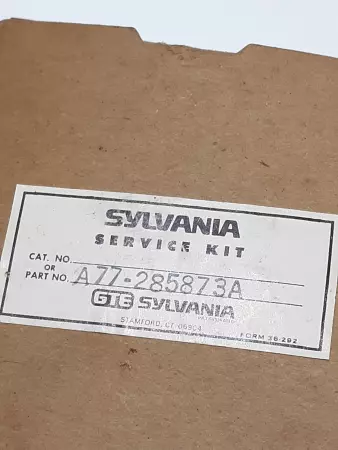 SYLVANIA
SERVICE KIT
CAT. NO.
OR
PART NO. A77-285873A
GTE SYLVANIA
STAMFORD, CT. 06904
FORM 36-292